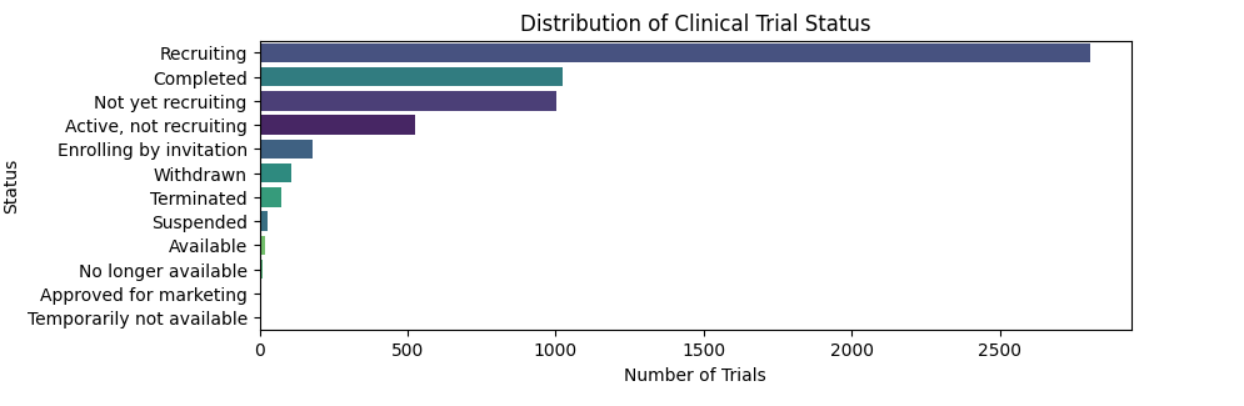 Distribution of Clinical Trial Status
Status
Recruiting
Completed
Not yet recruiting
Active, not recruiting
Enrolling by invitation
Withdrawn
Terminated
Suspended
Available
No longer available
Approved for marketing
Temporarily not available
0 500 1000 1500 2000 2500
Number of Trials